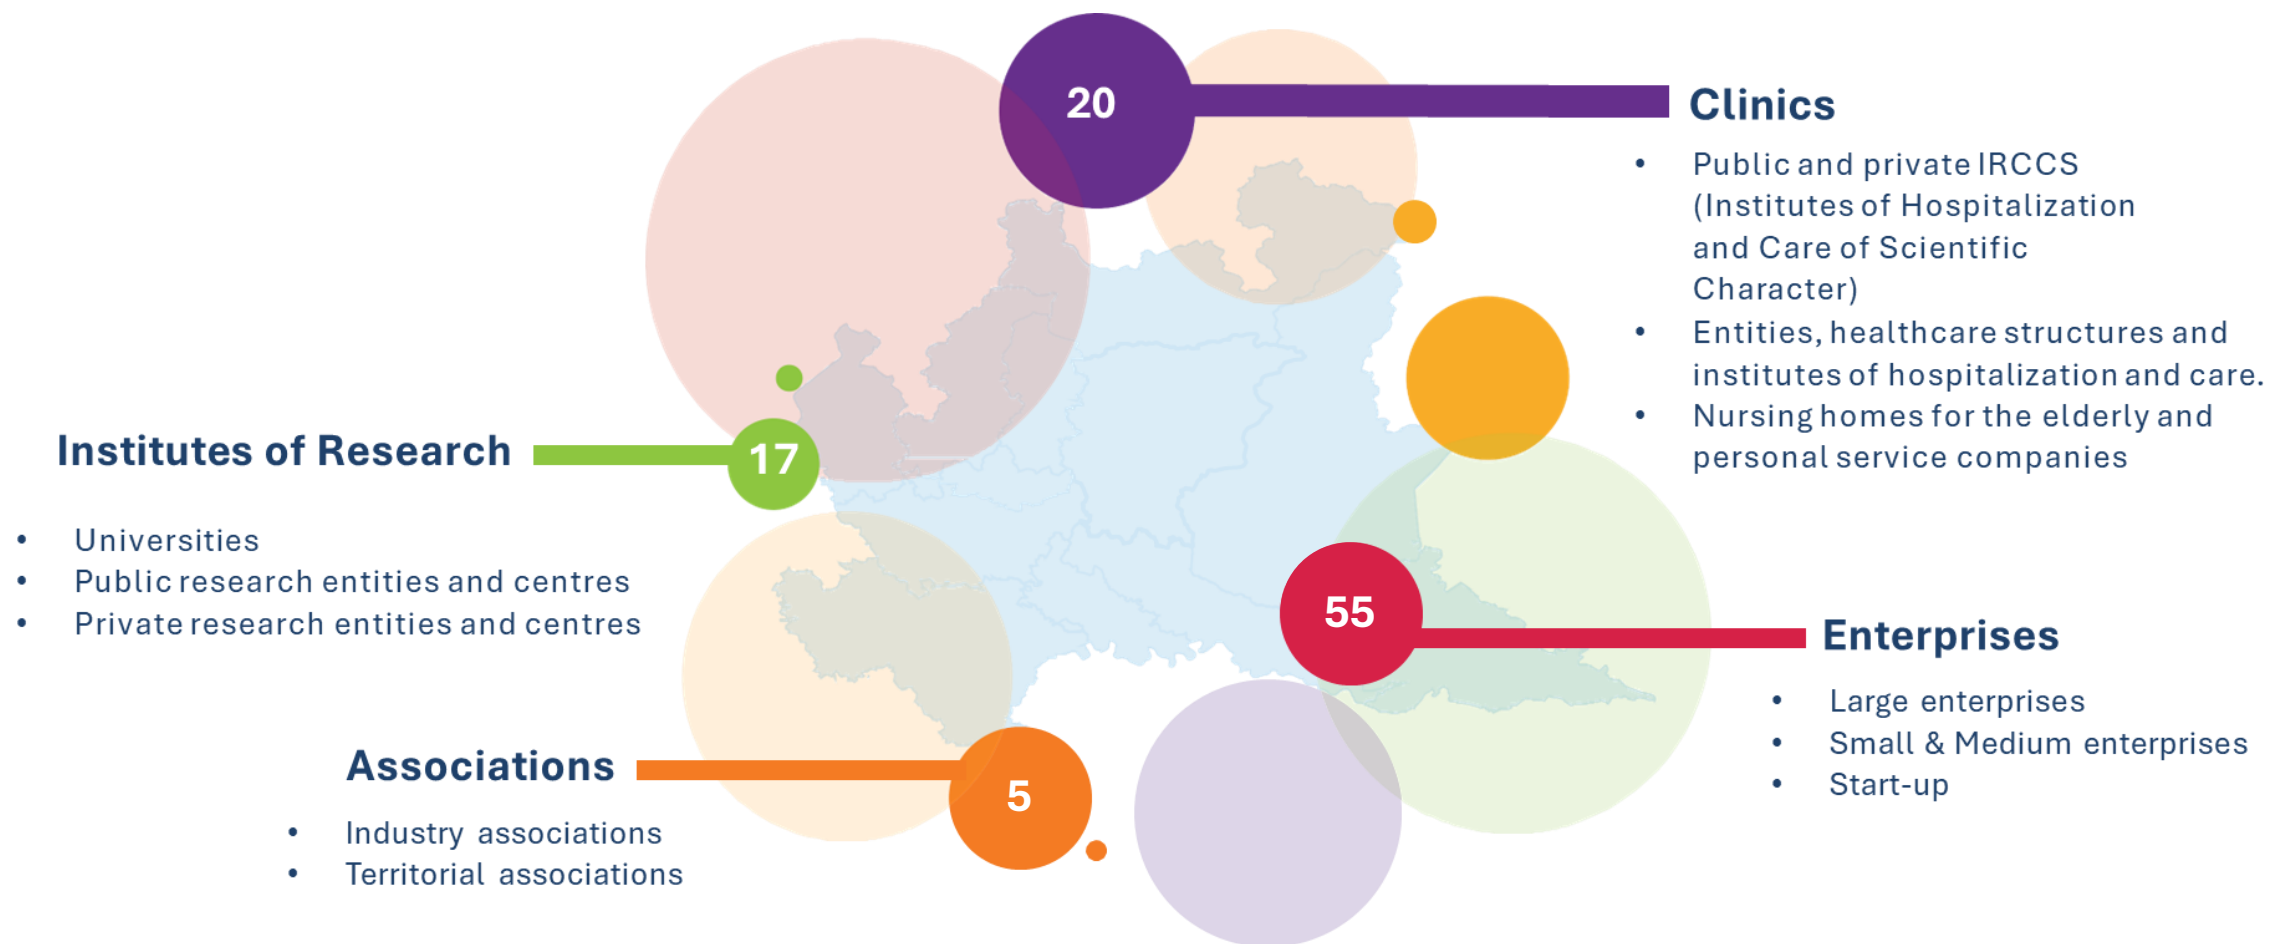 20
Clinics
• Public and private IRCCS
(Institutes of Hospitalization
and Care of Scientific
Character)
• Entities, healthcare structures and
institutes of hospitalization and care.
• Nursing homes for the elderly and
personal service companies
Institutes of Research
17
• Universities
• Public research entities and centres
• Private research entities and centres
55
Enterprises
• Large enterprises
• Small & Medium enterprises
• Start-up
Associations
5
• Industry associations
• Territorial associations